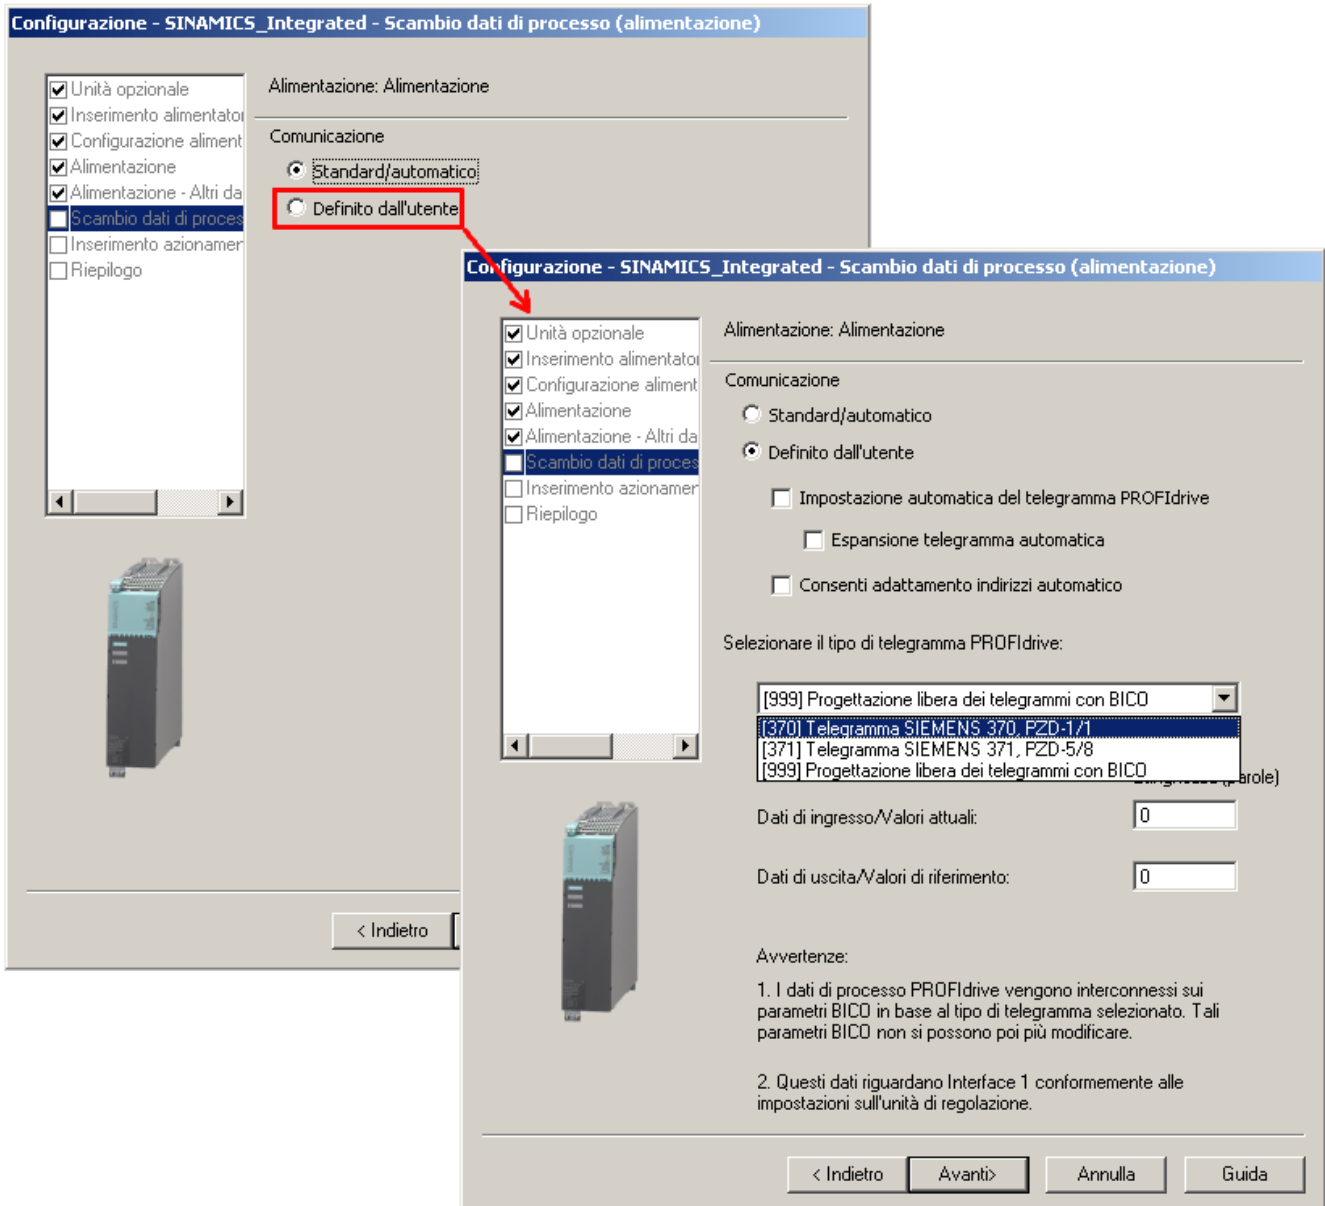 Configurazione - SINAMICS_Integrated - Scambio dati di processo (alimentazione)
Unità opzionale
Inserimento alimentator
Configurazione aliment
Alimentazione
Alimentazione - Altri da
Scambio dati di proces
Inserimento azionamer
Riepilogo
Alimentazione: Alimentazione
Comunicazione
Standard/automatico
Definito dall'utente
< Indietro
Configurazione - SINAMICS_Integrated - Scambio dati di processo (alimentazione)
Unità opzionale
Inserimento alimentator
Configurazione aliment
Alimentazione
Alimentazione - Altri da
Scambio dati di proces
Inserimento azionamer
Riepilogo
Alimentazione: Alimentazione
Comunicazione
Standard/automatico
Definito dall'utente
Impostazione automatica del telegramma PROFIdrive
Espansione telegramma automatica
Consenti adattamento indirizzi automatico
Selezionare il tipo di telegramma PROFIdrive:
[999] Progettazione libera dei telegrammi con BICO
[370] Telegramma SIEMENS 370, PZD-1/1
[371] Telegramma SIEMENS 371, PZD-5/8
[999] Progettazione libera dei telegrammi con BICO
Dati di ingresso/Valori attuali:
0
Dati di uscita/Valori di riferimento:
0
Avvertenze:
1. I dati di processo PROFIdrive vengono interconnessi sui
parametri BICO in base al tipo di telegramma selezionato. Tali
parametri BICO non si possono poi più modificare.
2. Questi dati riguardano Interface 1 conformemente alle
impostazioni sull'unità di regolazione.
< Indietro
Avanti>
Annulla
Guida